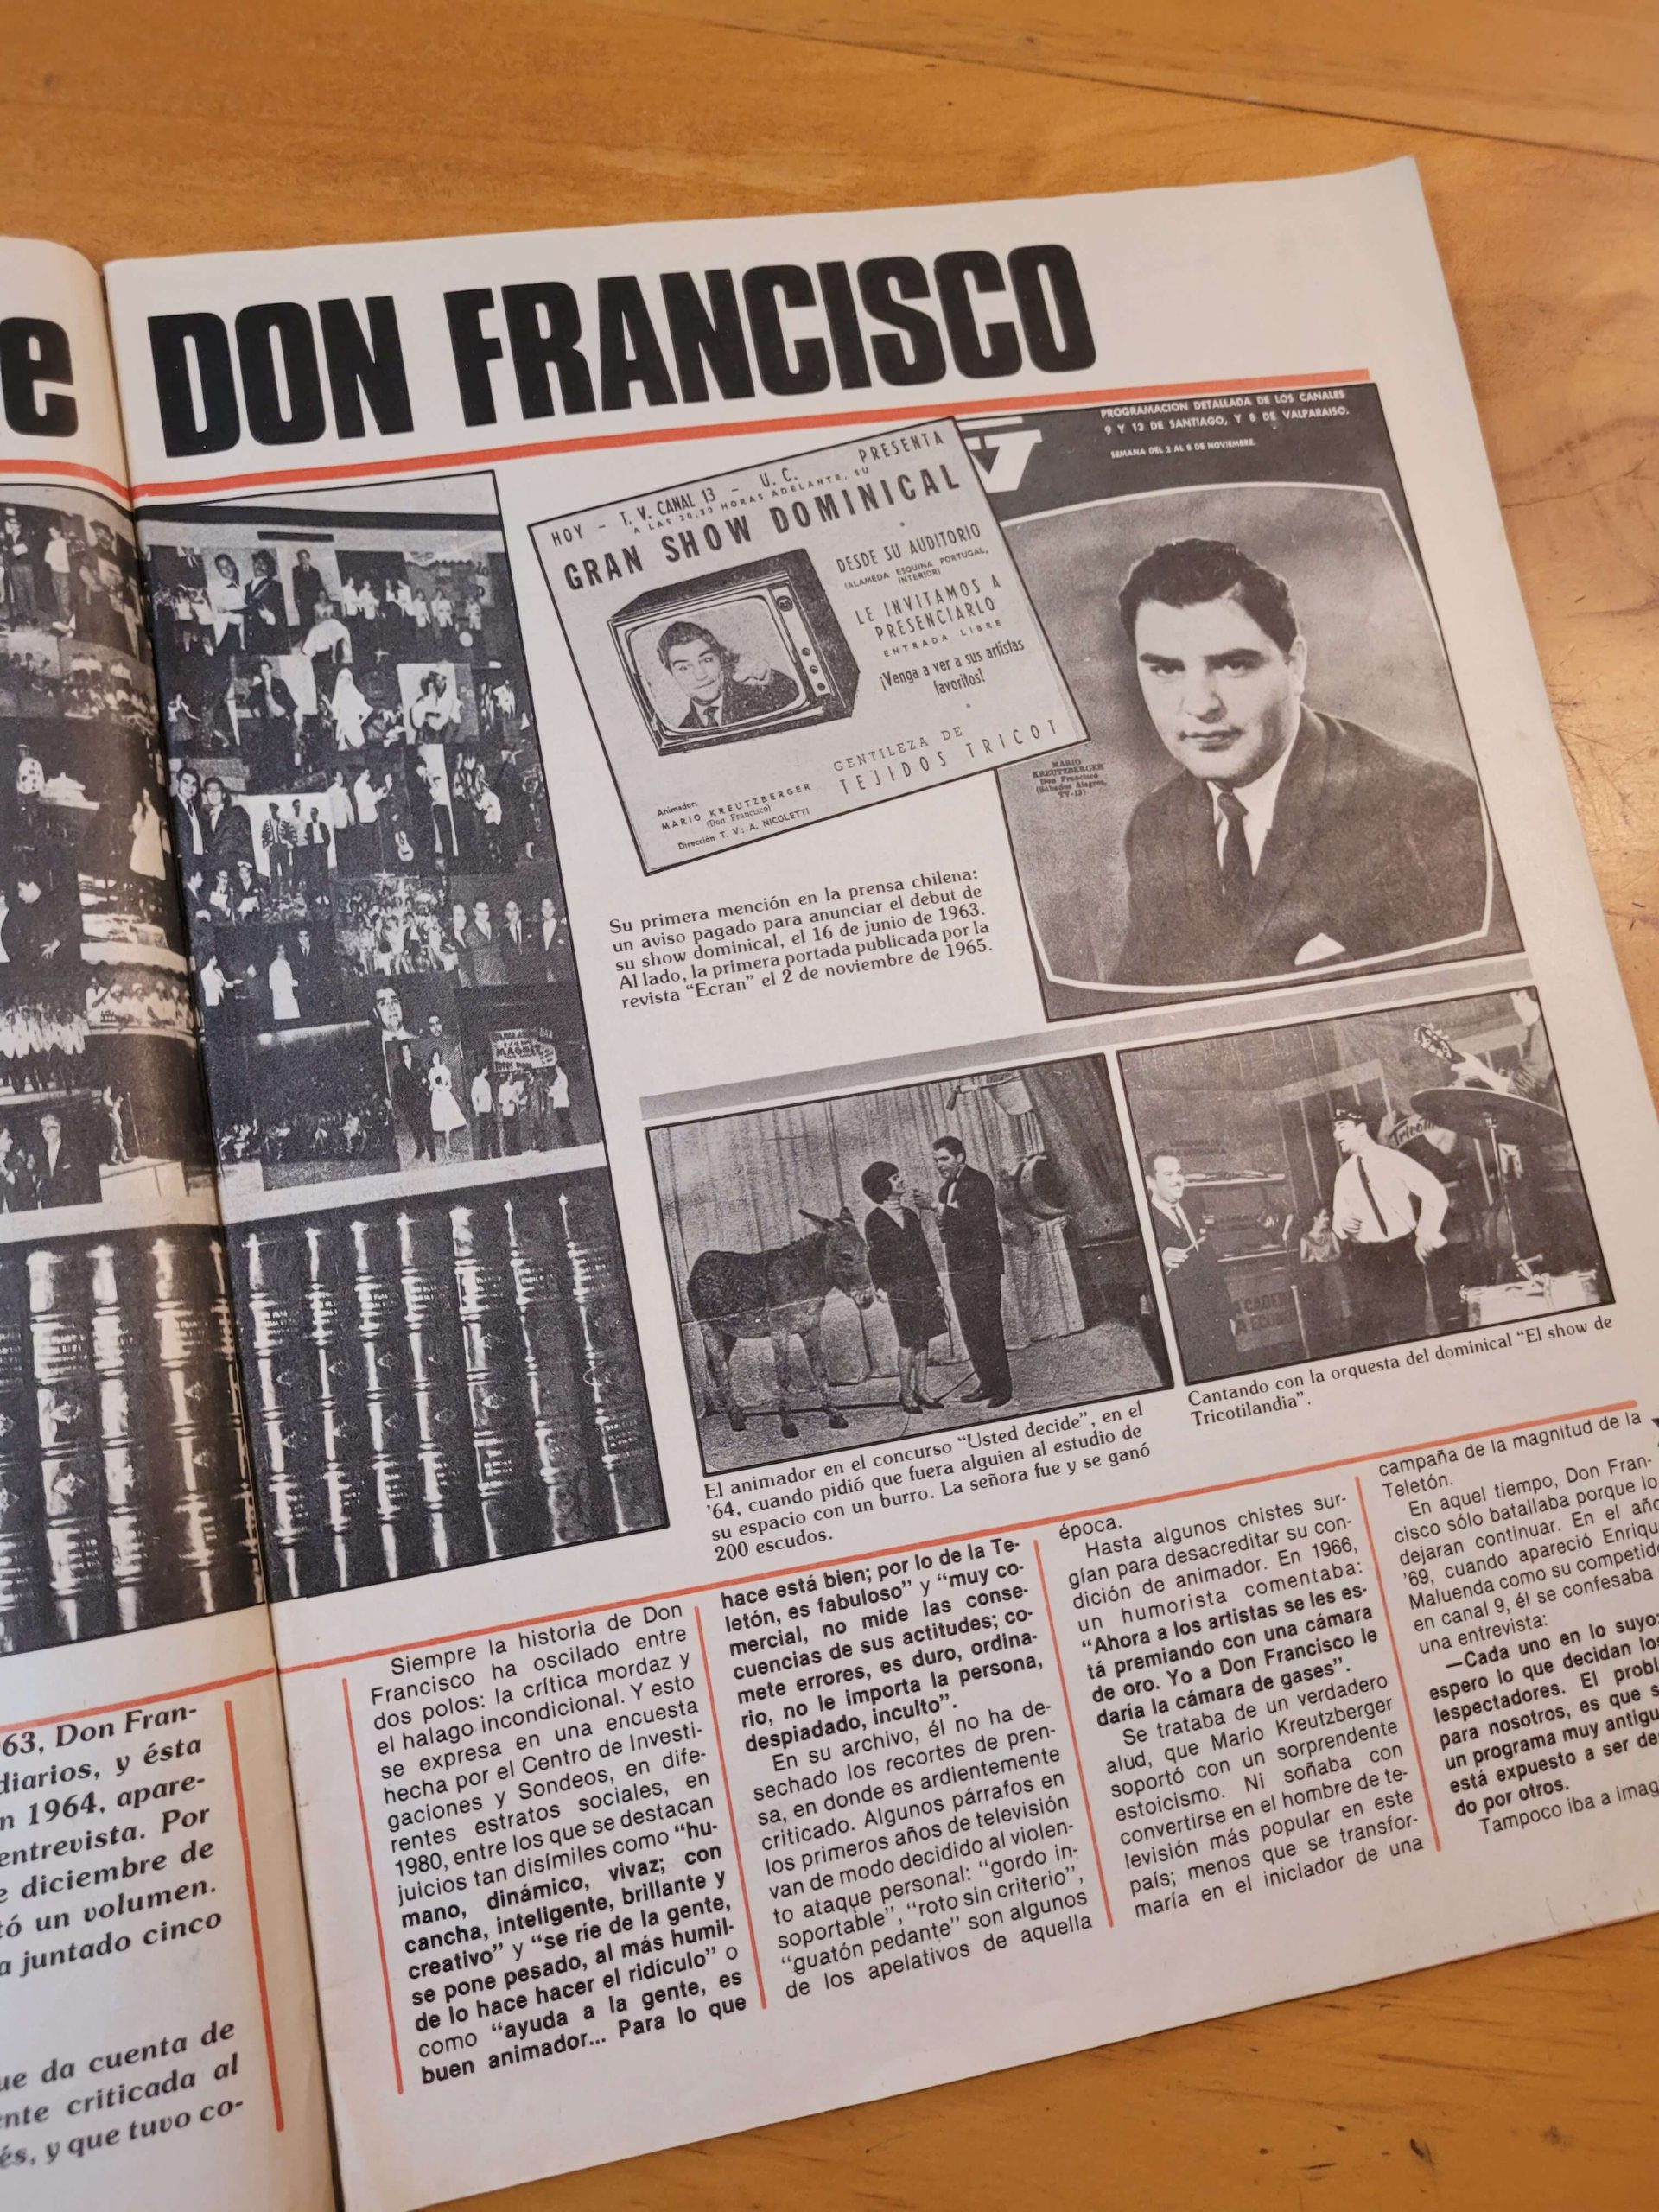 e DON FRANCISCO
HOY - T. V. CANAL 13 - U. C. PRESENTA
A LAS 20,30 HORAS ADELANTE, SU
GRAN SHOW DOMINICAL
DESDE SU AUDITORIO
(ALAMEDA ESQUINA PORTUGAL,
INTERIOR)
LE INVITAMOS A
PRESENCIARLO
ENTRADA LIBRE
¡Venga a ver a sus artistas
favoritos!
GENTILEZA DE
TEJIDOS TRICOT
Animador:
MARIO KREUTZBERGER
(Don Francisco)
Dirección T. V.: A. NICOLETTI
PROGRAMACION DETALLADA DE LOS CANALES
9 Y 13 DE SANTIAGO, Y 8 DE VALPARAISO.
SEMANA DEL 2 AL 8 DE NOVIEMBRE.
MARIO
KREUTZBERGER
Don Francisco
(Sábados Alegres,
TV-13)
Su primera mención en la prensa chilena:
un aviso pagado para anunciar el debut de
su show dominical, el 16 de junio de 1963.
Al lado, la primera portada publicada por la
revista "Ecran" el 2 de noviembre de 1965.
El animador en el concurso "Usted decide", en el
'64, cuando pidió que fuera alguien al estudio de
su espacio con un burro. La señora fue y se ganó
200 escudos.
Cantando con la orquesta del dominical "El show de
Tricotilandia".
63, Don Fran-
diarios, y ésta
n 1964, apare-
entrevista. Por
e diciembre de
tó un volumen.
a juntado cinco
ue da cuenta de
nte criticada al
és, y que tuvo co-
Siempre la historia de Don
Francisco ha oscilado entre
dos polos: la crítica mordaz y
el halago incondicional. Y esto
se expresa en una encuesta
hecha por el Centro de Investi-
gaciones y Sondeos, en dife-
rentes estratos sociales, en
1980, entre los que se destacan
juicios tan disímiles como "hu-
mano, dinámico, vivaz; con
cancha, inteligente, brillante y
creativo" y "se ríe de la gente,
se pone pesado, al más humil-
de lo hace hacer el ridículo" o
como "ayuda a la gente, es
buen animador... Para lo que
hace está bien; por lo de la Te-
letón, es fabuloso" y "muy co-
mercial, no mide las conse-
cuencias de sus actitudes; co-
mete errores, es duro, ordina-
rio, no le importa la persona,
despiadado, inculto".
En su archivo, él no ha de-
sechado los recortes de pren-
sa, en donde es ardientemente
criticado. Algunos párrafos en
los primeros años de televisión
van de modo decidido al violen-
to ataque personal: "gordo in-
soportable", "roto sin criterio",
"guatón pedante" son algunos
de los apelativos de aquella
época.
Hasta algunos chistes sur-
gían para desacreditar su con-
dición de animador. En 1966,
un humorista comentaba:
"Ahora a los artistas se les es-
tá premiando con una cámara
de oro. Yo a Don Francisco le
daría la cámara de gases".
Se trataba de un verdadero
alud, que Mario Kreutzberger
soportó con un sorprendente
estoicismo. Ni soñaba con
convertirse en el hombre de te-
levisión más popular en este
país; menos que se transfor-
maría en el iniciador de una
campaña de la magnitud de la
Teletón.
En aquel tiempo, Don Fran-
cisco sólo batallaba porque lo
dejaran continuar. En el año
'69, cuando apareció Enriqu
Maluenda como su competid
en canal 9, él se confesaba
una entrevista:
—Cada uno en lo suyo:
espero lo que decidan los
lespectadores. El probl
para nosotros, es que s
un programa muy antigu
está expuesto a ser de
do por otros.
Tampoco iba a imag